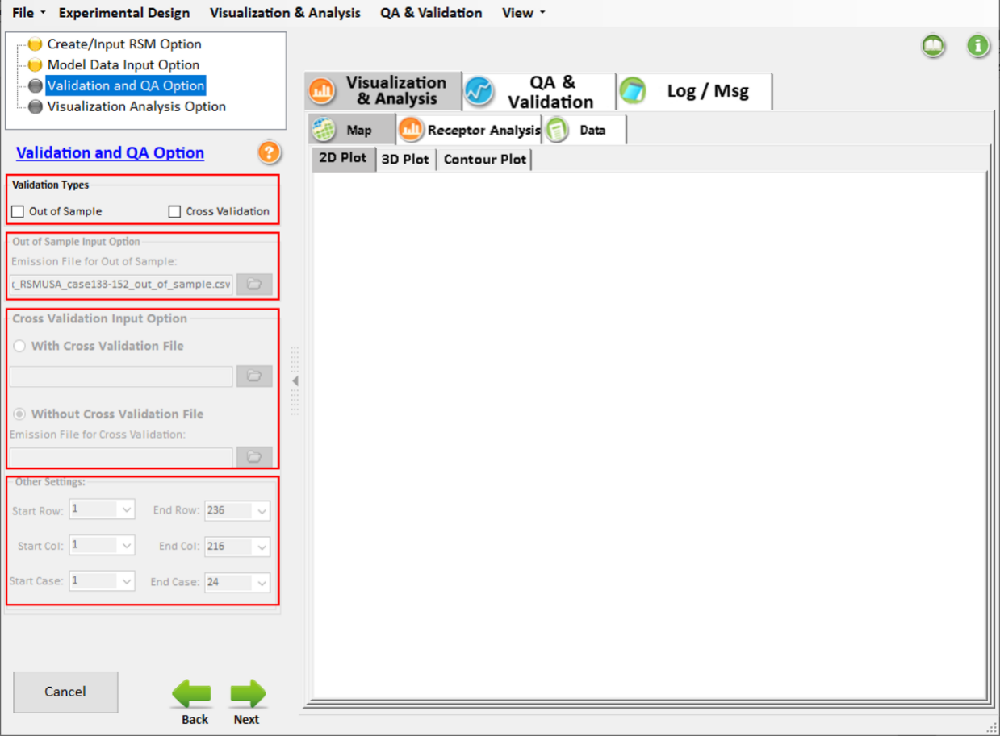 File Experimental Design Visualization & Analysis QA & Validation View
Create/Input RSM Option
Model Data Input Option
Validation and QA Option
Visualization Analysis Option
Validation and QA Option
Validation Types
Out of Sample Cross Validation
Out of Sample Input Option
Emission File for Out of Sample:
_RSMUSA_case133-152_out_of_sample.csv
Cross Validation Input Option
With Cross Validation File
Without Cross Validation File
Emission File for Cross Validation:
Other Settings:
Start Row: 1 End Row: 236
Start Col: 1 End Col: 216
Start Case: 1 End Case: 24
Cancel
Back Next
Visualization
& Analysis
QA &
Validation
Log / Msg
Map Receptor Analysis Data
2D Plot 3D Plot Contour Plot